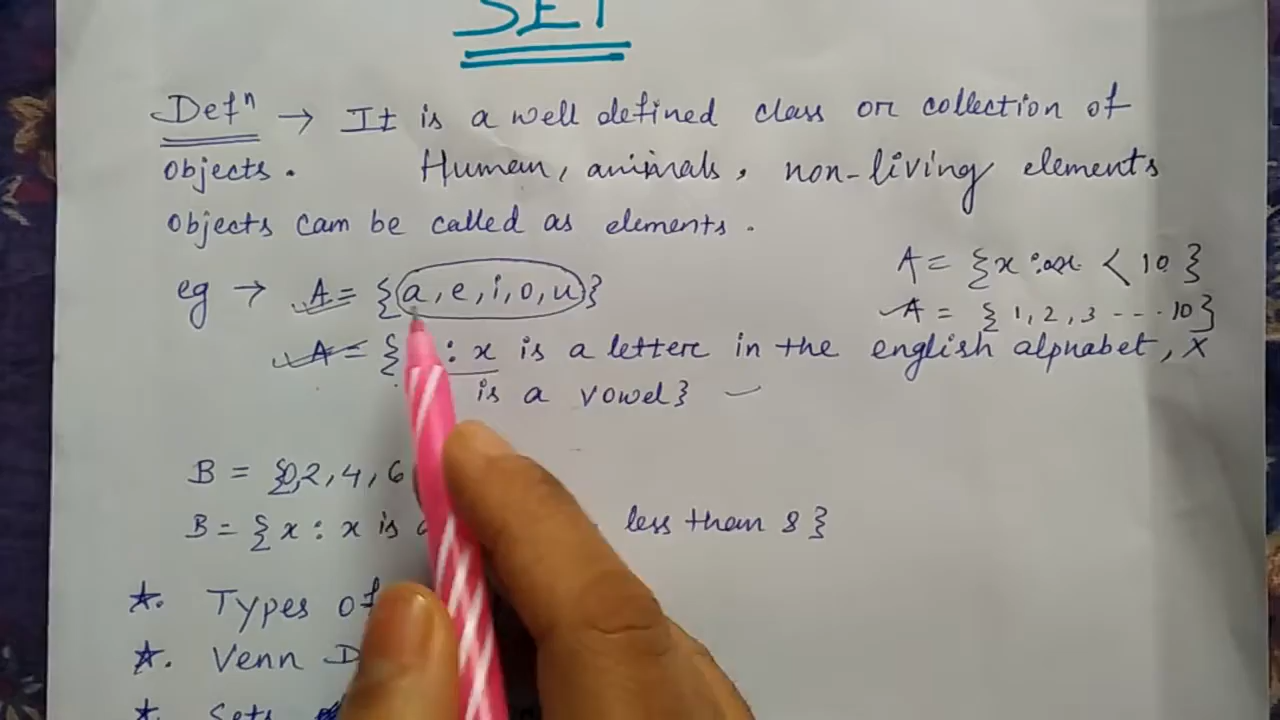 SET
Defⁿ → It is a well defined class or collection of
objects. Human, animals, non-living elements
objects can be called as elements.
eg → A = {a, e, i, o, u}
A = { : x is a letter in the english alphabet, x
is a vowel}
A = {x : x < 10}
A = {1, 2, 3 ---.10}
B = {0,2, 4, 6
B = {x : x is less than 8}
★. Types of
★. Venn D
★. Sets